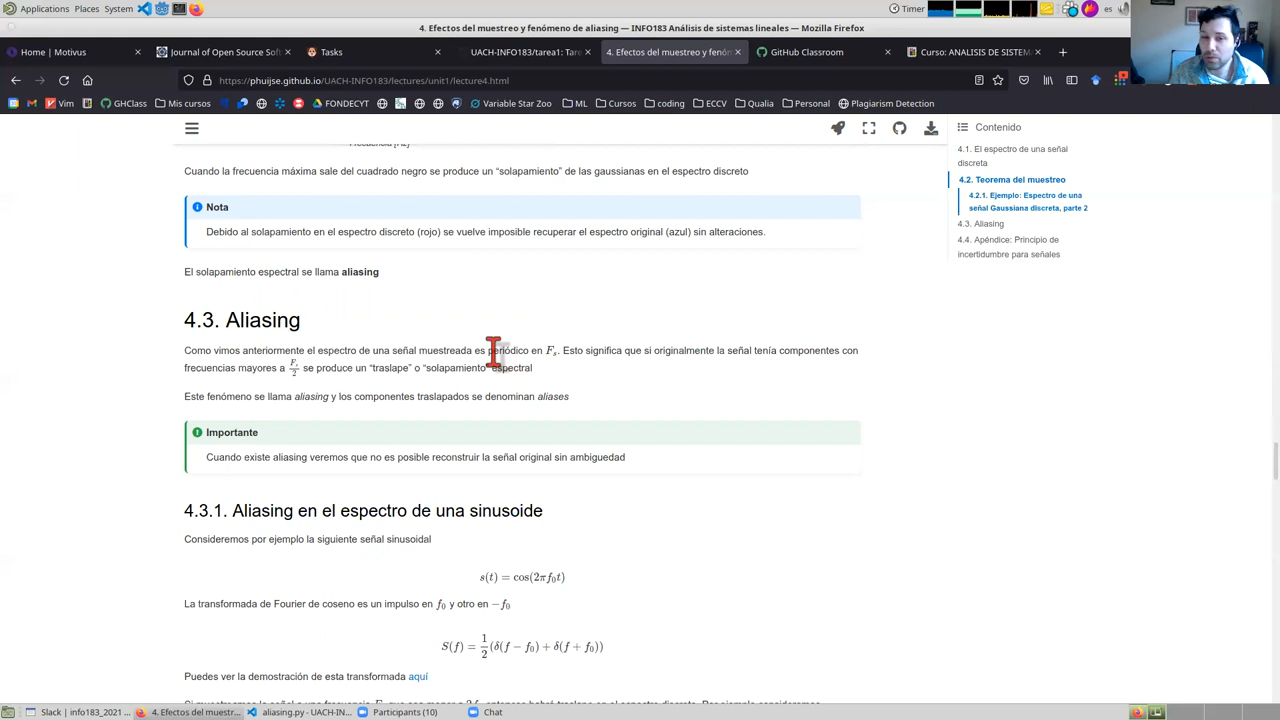 Applications Places System Timer es
4. Efectos del muestreo y fenómeno de aliasing — INFO183 Análisis de sistemas lineales — Mozilla Firefox
Home | Motivus × Journal of Open Source Sof × Tasks × UACH-INFO183/tarea1: Tare × 4. Efectos del muestreo y fenóm × GitHub Classroom × Curso: ANALISIS DE SISTEM × +
https://phuijse.github.io/UACH-INFO183/lectures/unit1/lecture4.html
Vim GHClass Mis cursos FONDECYT Variable Star Zoo ML Cursos coding ECCV Qualia Personal Plagiarism Detection
Contenido
4.1. El espectro de una señal
discreta
4.2. Teorema del muestreo
4.2.1. Ejemplo: Espectro de una
señal Gaussiana discreta, parte 2
4.3. Aliasing
4.4. Apéndice: Principio de
incertidumbre para señales
Frecuencia [Hz]
Cuando la frecuencia máxima sale del cuadrado negro se produce un “solapamiento” de las gaussianas en el espectro discreto
Nota
Debido al solapamiento en el espectro discreto (rojo) se vuelve imposible recuperar el espectro original (azul) sin alteraciones.
El solapamiento espectral se llama aliasing
4.3. Aliasing
Como vimos anteriormente el espectro de una señal muestreada es periódico en F_s. Esto significa que si originalmente la señal tenía componentes con
frecuencias mayores a F_s/2 se produce un “traslape” o “solapamiento” espectral
Este fenómeno se llama aliasing y los componentes traslapados se denominan aliases
Importante
Cuando existe aliasing veremos que no es posible reconstruir la señal original sin ambiguedad
4.3.1. Aliasing en el espectro de una sinusoide
Consideremos por ejemplo la siguiente señal sinusoidal
s(t) = cos(2πf₀t)
La transformada de Fourier de coseno es un impulso en f₀ y otro en −f₀
S(f) = 1/2 (δ(f − f₀) + δ(f + f₀))
Puedes ver la demostración de esta transformada aquí
Slack | info183_2021 ... 4. Efectos del muestr... aliasing.py - UACH-IN... Participants (10) Chat